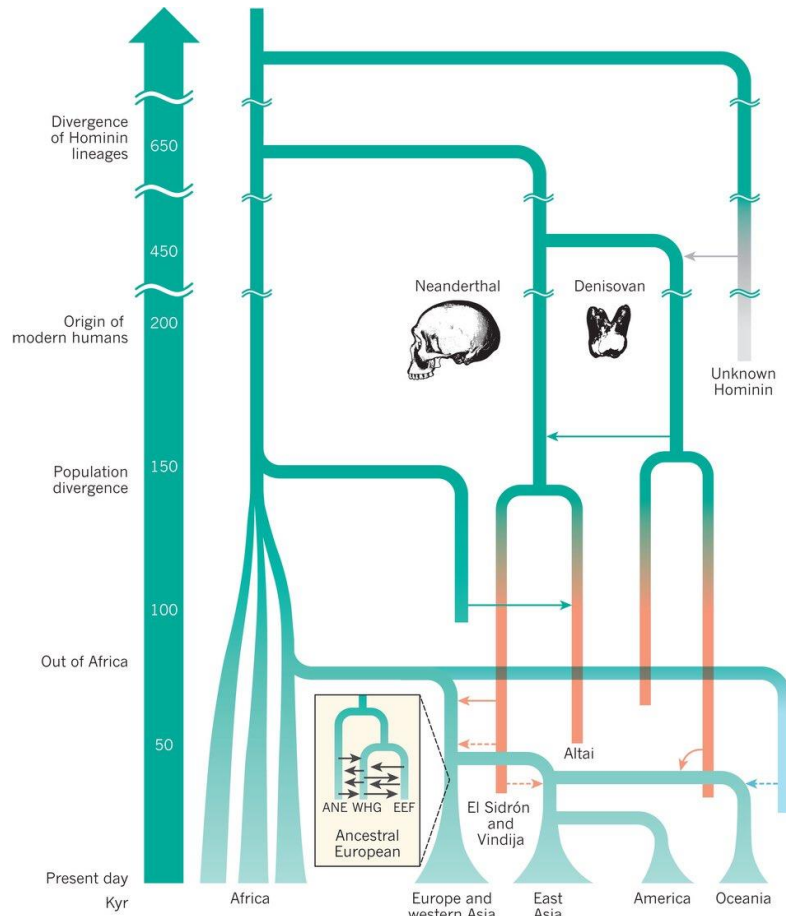 Divergence
of Hominin
lineages
650
450
Neanderthal
Denisovan
Origin of
modern humans
200
Unknown
Hominin
150
Population
divergence
100
Out of Africa
50
Altai
ANE WHG EEF
Ancestral
European
El Sidrón
and
Vindija
Present day
Kyr
Africa
Europe and
western Asia
East
Asia
America
Oceania